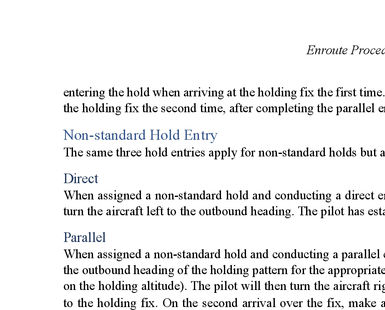 Enroute
entering the hold when arriving at the holding fix the first time.
the holding fix the second time, after completing the parallel
Non-standard Hold Entry
The same three hold entries apply for non-standard holds but
Direct
When assigned a non-standard hold and conducting a direct
turn the aircraft left to the outbound heading. The pilot has
Parallel
When assigned a non-standard hold and conducting a parallel
the outbound heading of the holding pattern for the appropriate
on the holding altitude). The pilot will then turn the aircraft
to the holding fix. On the second arrival over the fix, make a